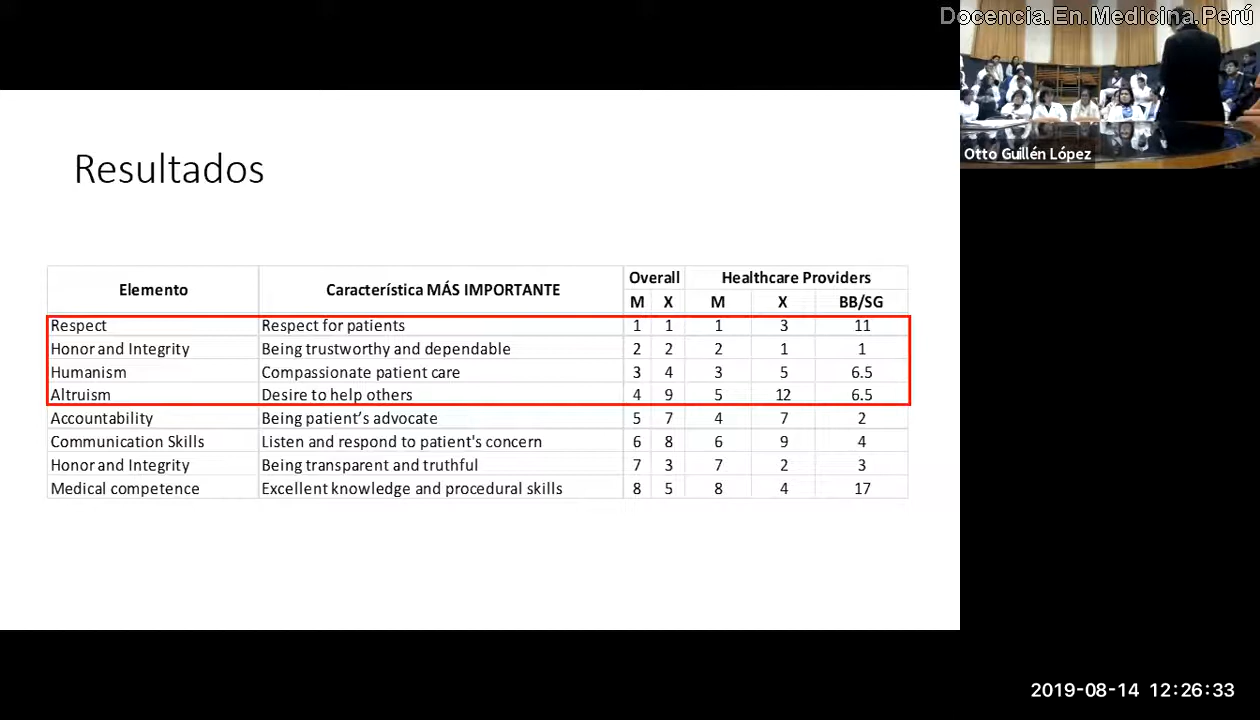 Docencia.En.Medicina.Perú
Otto Guillén López
Resultados
Elemento Característica MÁS IMPORTANTE Overall Healthcare Providers
M X M X BB/SG
Respect Respect for patients 1 1 1 3 11
Honor and Integrity Being trustworthy and dependable 2 2 2 1 1
Humanism Compassionate patient care 3 4 3 5 6.5
Altruism Desire to help others 4 9 5 12 6.5
Accountability Being patient's advocate 5 7 4 7 2
Communication Skills Listen and respond to patient's concern 6 8 6 9 4
Honor and Integrity Being transparent and truthful 7 3 7 2 3
Medical competence Excellent knowledge and procedural skills 8 5 8 4 17
2019-08-14 12:26:33